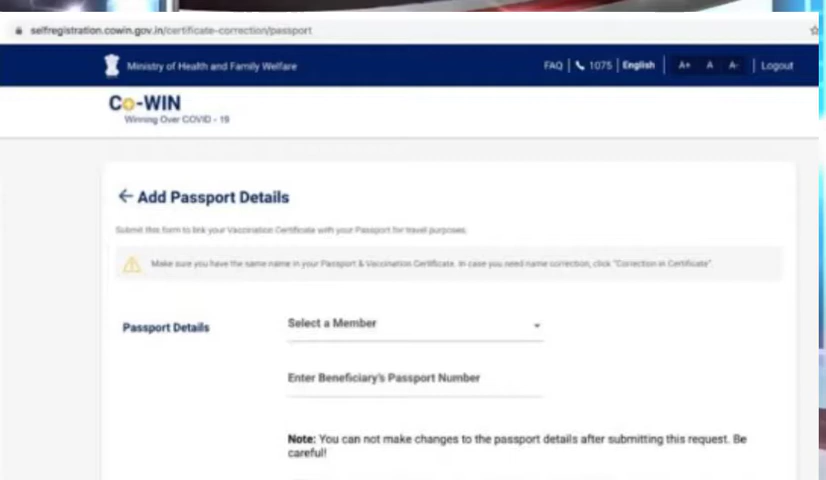 selfregistration.cowin.gov.in/certificate-correction/passport
Ministry of Health and Family Welfare
FAQ | 1075 | English | A+ A A- | Logout
Co-WIN
Winning Over COVID - 19
← Add Passport Details
Submit this form to link your Vaccination Certificate with your Passport for travel purposes.
Make sure you have the same name in your Passport & Vaccination Certificate. In case you need name correction, click "Correction in Certificate"
Passport Details
Select a Member
Enter Beneficiary's Passport Number
Note: You can not make changes to the passport details after submitting this request. Be
careful!